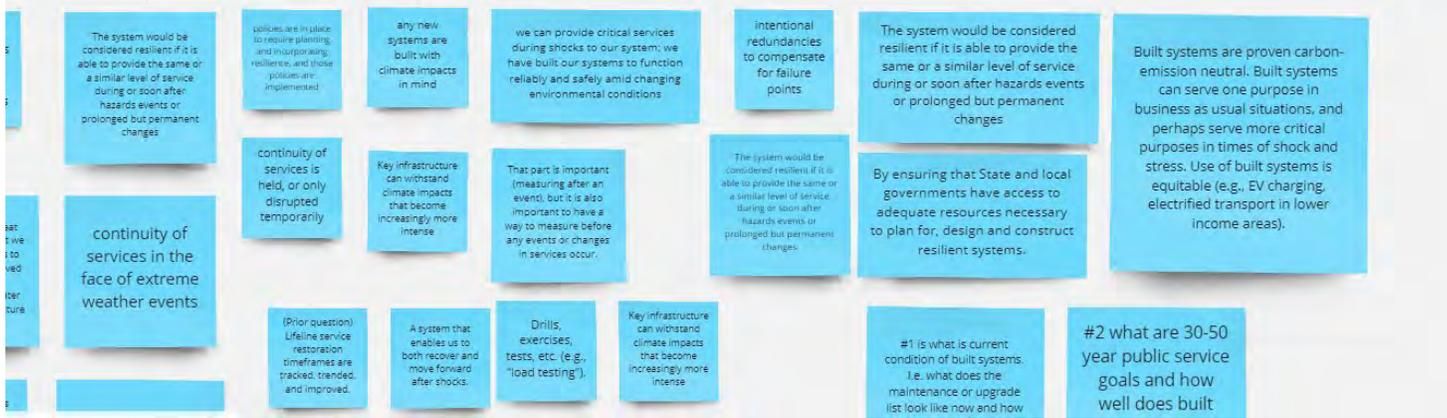 The system would be
considered resilient if it is
able to provide the same or
a similar level of service
during or soon after
hazards events or
prolonged but permanent
changes
policies are in place
to require planning
and incorporating
resilience, and those
policies are
implemented
any new
systems are
built with
climate impacts
in mind
we can provide critical services
during shocks to our system; we
have built our systems to function
reliably and safely amid changing
environmental conditions
intentional
redundancies
to compensate
for failure
points
The system would be considered
resilient if it is able to provide the
same or a similar level of service
during or soon after hazards events
or prolonged but permanent
changes
Built systems are proven carbon-
emission neutral. Built systems
can serve one purpose in
business as usual situations, and
perhaps serve more critical
purposes in times of shock and
stress. Use of built systems is
equitable (e.g., EV charging,
electrified transport in lower
income areas).
continuity of
services is
held, or only
disrupted
temporarily
Key infrastructure
can withstand
climate impacts
that become
increasingly more
intense
That part is important
(measuring after an
event), but it is also
important to have a
way to measure before
any events or changes
in services occur.
The system would be
considered resilient if it is
able to provide the same or
a similar level of service
during or soon after
hazards events or
prolonged but permanent
changes
By ensuring that State and local
governments have access to
adequate resources necessary
to plan for, design and construct
resilient systems.
continuity of
services in the
face of extreme
weather events
(Prior question)
Lifeline service
restoration
timeframes are
tracked, trended,
and improved.
A system that
enables us to
both recover and
move forward
after shocks.
Drills,
exercises,
tests, etc. (e.g.,
"load testing").
Key infrastructure
can withstand
climate impacts
that become
increasingly more
intense
#1 is what is current
condition of built systems.
I.e. what does the
maintenance or upgrade
list look like now and how
#2 what are 30-50
year public service
goals and how
well does built